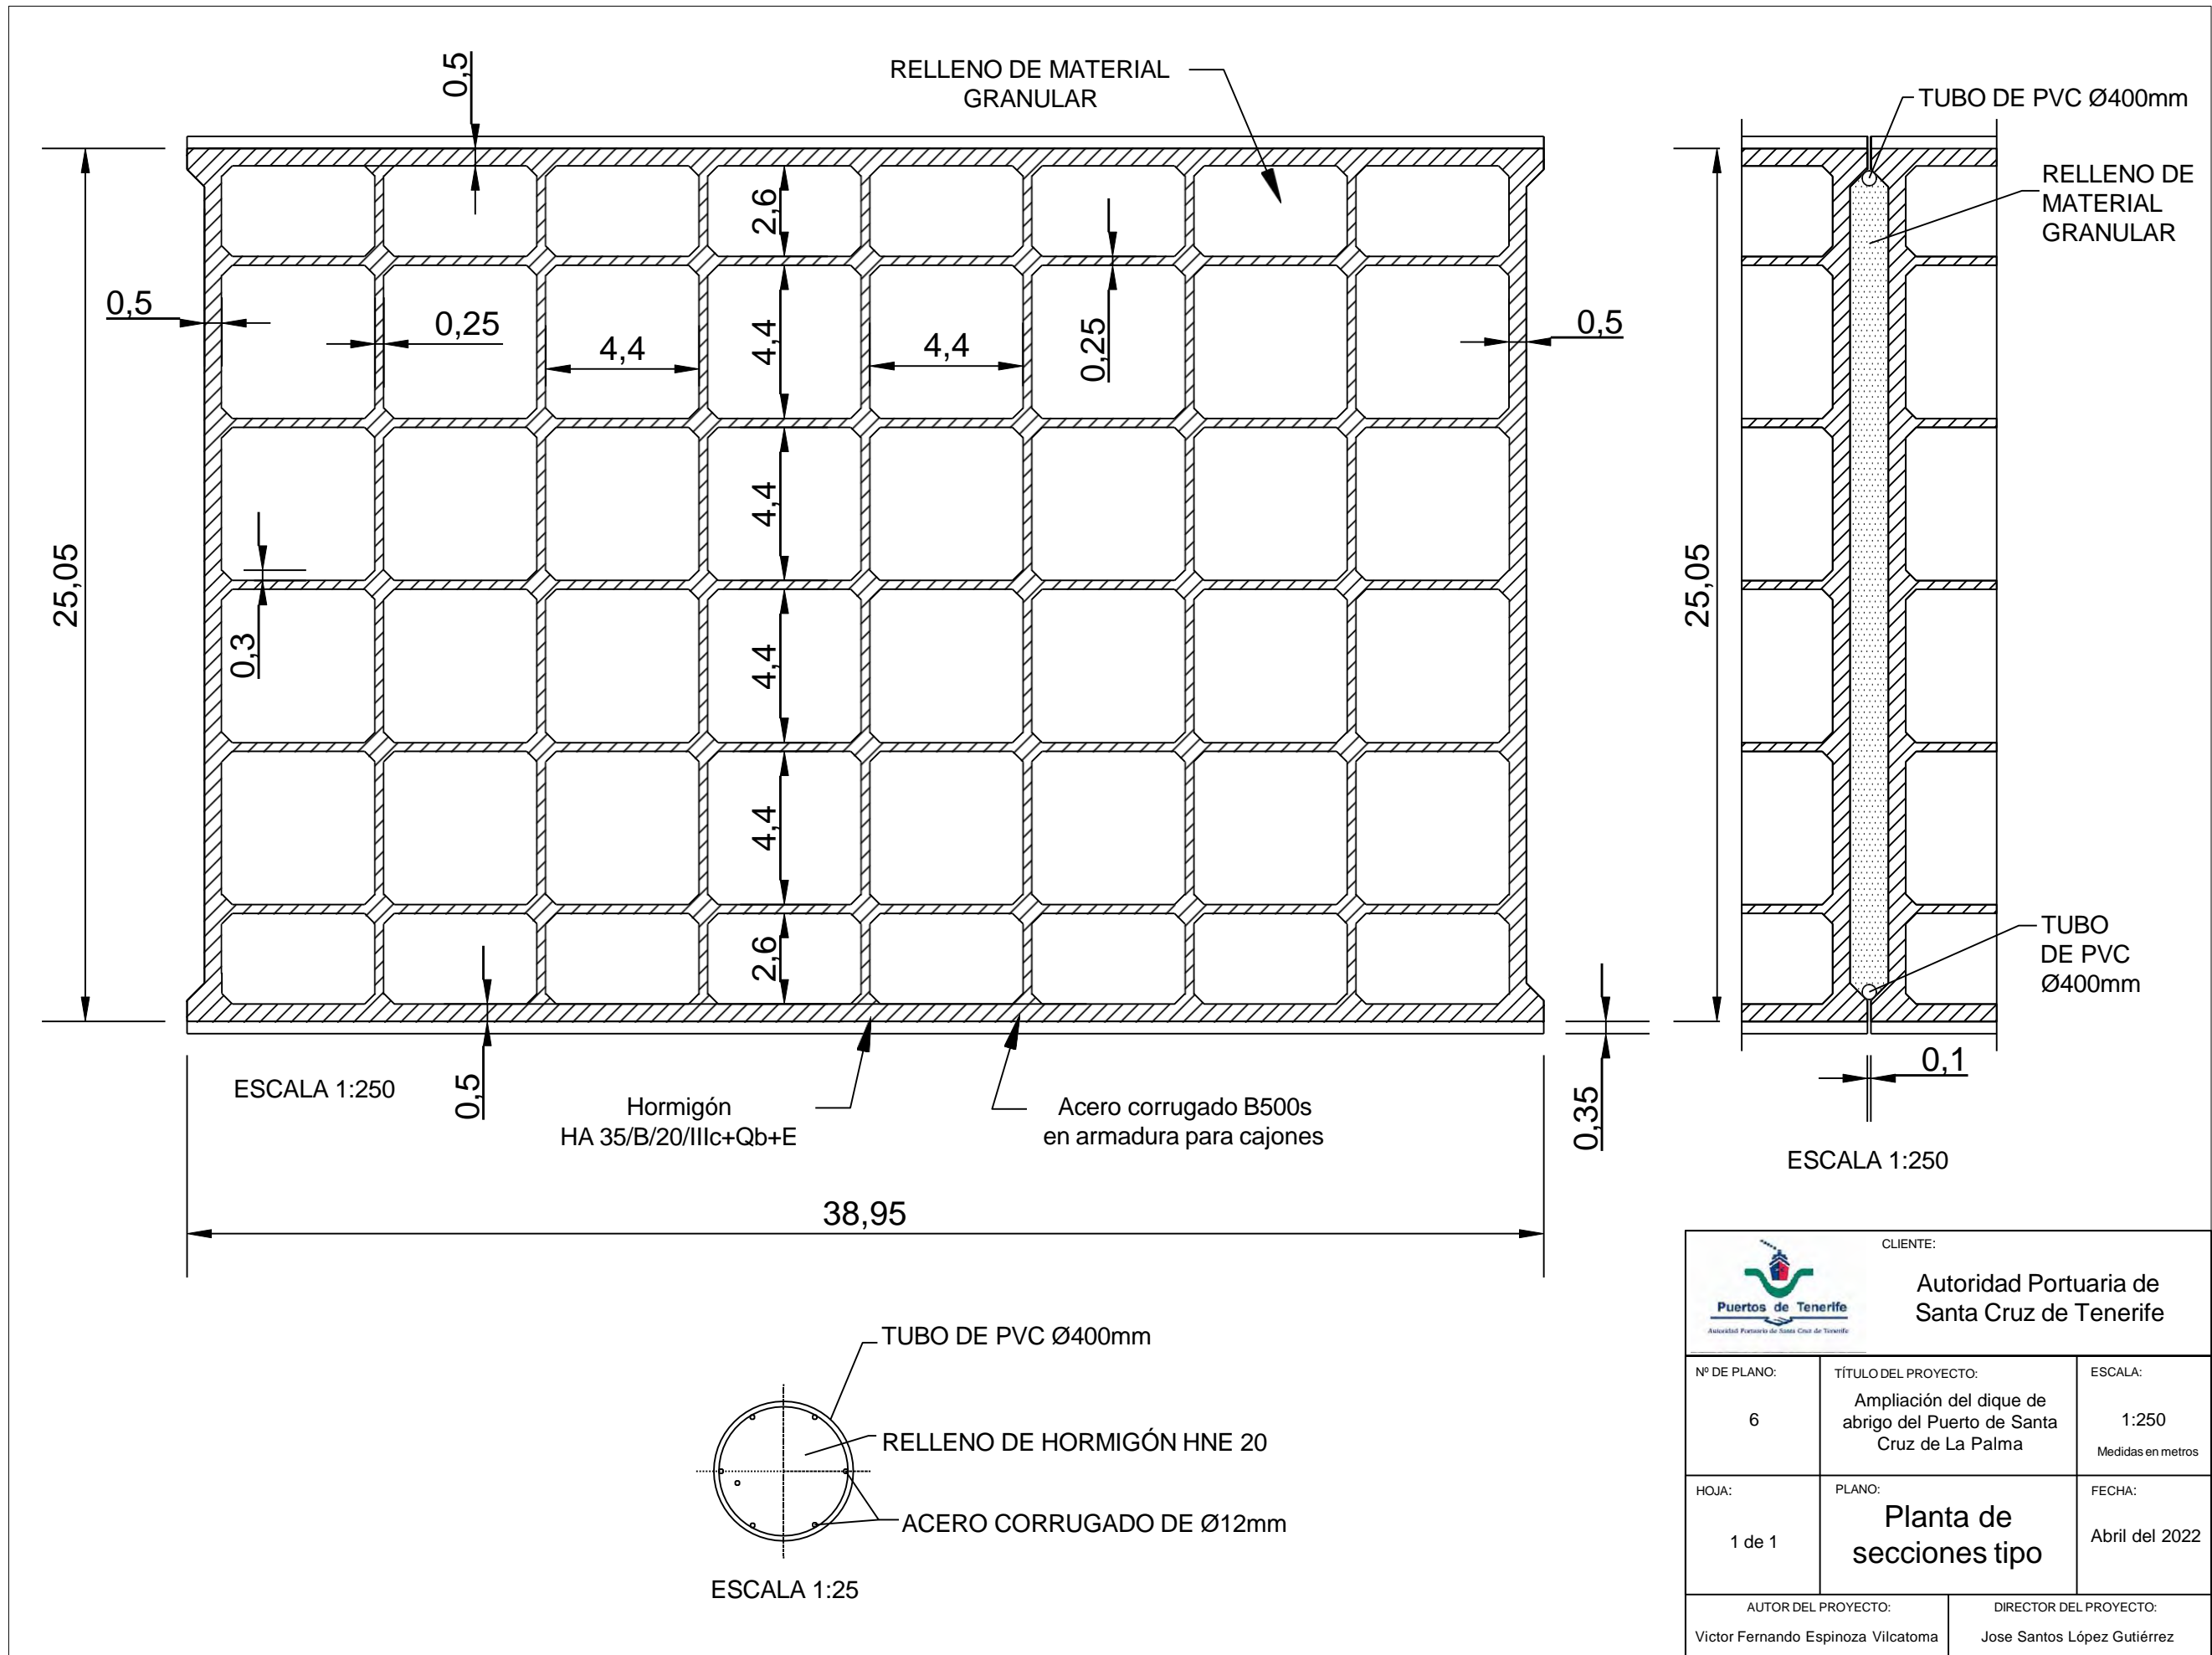 0,5
RELLENO DE MATERIAL
GRANULAR
TUBO DE PVC Ø400mm
RELLENO DE
MATERIAL
GRANULAR
2,6
0,5
0,25
4,4
4,4
4,4
0,25
0,5
4,4
25,05
25,05
0,3
4,4
4,4
2,6
TUBO
DE PVC
Ø400mm
0,5
0,35
0,1
ESCALA 1:250
Hormigón
HA 35/B/20/IIIc+Qb+E
Acero corrugado B500s
en armadura para cajones
ESCALA 1:250
38,95
TUBO DE PVC Ø400mm
RELLENO DE HORMIGÓN HNE 20
ACERO CORRUGADO DE Ø12mm
ESCALA 1:25
Puertos de Tenerife
Autoridad Portuaria de Santa Cruz de Tenerife
CLIENTE:
Autoridad Portuaria de
Santa Cruz de Tenerife
Nº DE PLANO:
6
TÍTULO DEL PROYECTO:
Ampliación del dique de
abrigo del Puerto de Santa
Cruz de La Palma
ESCALA:
1:250
Medidas en metros
HOJA:
1 de 1
PLANO:
Planta de
secciones tipo
FECHA:
Abril del 2022
AUTOR DEL PROYECTO:
Victor Fernando Espinoza Vilcatoma
DIRECTOR DEL PROYECTO:
Jose Santos López Gutiérrez